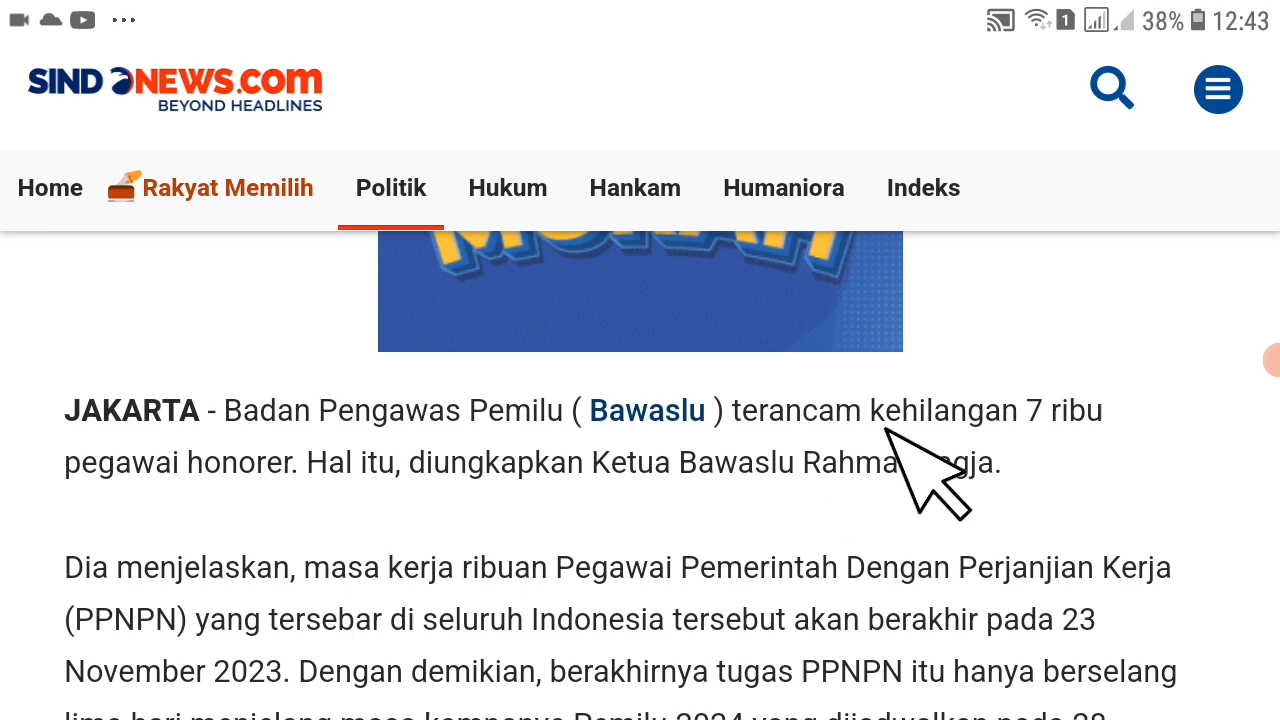 38% 12:43
SINDONEWS.com
BEYOND HEADLINES
Home Rakyat Memilih Politik Hukum Hankam Humaniora Indeks
JAKARTA - Badan Pengawas Pemilu ( Bawaslu ) terancam kehilangan 7 ribu
pegawai honorer. Hal itu, diungkapkan Ketua Bawaslu
Dia menjelaskan, masa kerja ribuan Pegawai Pemerintah Dengan Perjanjian Kerja
(PPNPN) yang tersebar di seluruh Indonesia tersebut akan berakhir pada 23
November 2023. Dengan demikian, berakhirnya tugas PPNPN itu hanya berselang